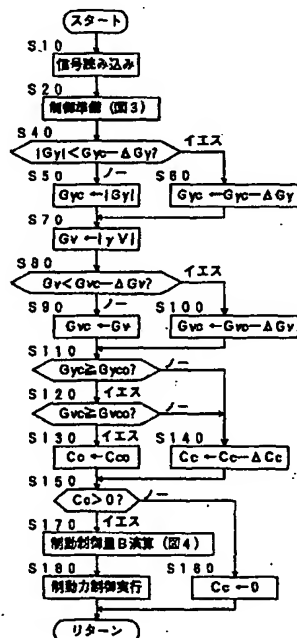 スタート
S10
信号読み込み
S20
制御準備 (図3)
S40
|Gy|<Gyc-ΔGy?
イエス
S50
ノー
S60
Gyc←|Gy|
Gyc←Gyc-ΔGy
S70
Gv←|γV|
S80
Gv<Gvc-ΔGv?
イエス
S90
ノー
S100
Gvc←Gv
Gvc←Gvc-ΔGv
S110
Gyc≧Gyco?
ノー
S120
イエス
Gvc≧Gvco?
ノー
S130
イエス
S140
Cc←Cco
Cc←Cc-ΔCc
S150
Cc>0?
ノー
S170
イエス
制動制御量B演算 (図4)
S180
S160
制動力制御実行
Cc←0
リターン